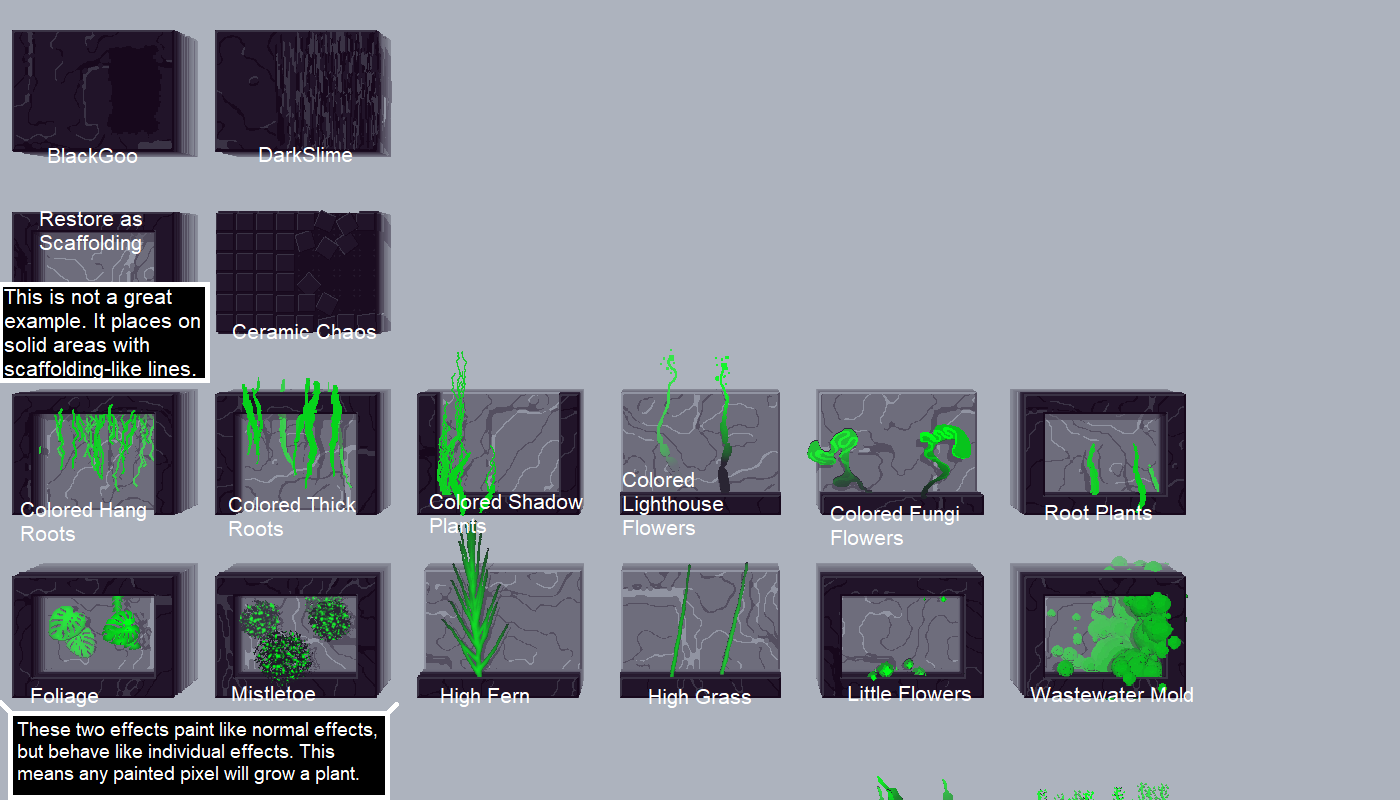 BlackGoo
DarkSlime
Restore as
Scaffolding
This is not a great
example. It places on
solid areas with
scaffolding-like lines.
Ceramic Chaos
Colored Hang
Roots
Colored Thick
Roots
Colored Shadow
Plants
Colored
Lighthouse
Flowers
Colored Fungi
Flowers
Root Plants
Foliage
Mistletoe
High Fern
High Grass
Little Flowers
Wastewater Mold
These two effects paint like normal effects,
but behave like individual effects. This
means any painted pixel will grow a plant.